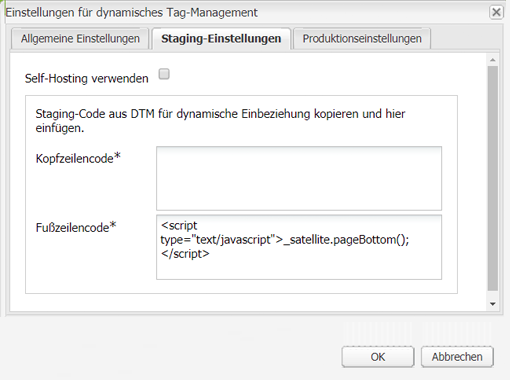 Einstellungen für dynamisches Tag-Management
Allgemeine Einstellungen
Staging-Einstellungen
Produktionseinstellungen
Self-Hosting verwenden
Staging-Code aus DTM für dynamische Einbeziehung kopieren und hier
einfügen.
Kopfzeilencode*
Fußzeilencode*
<script
type="text/javascript">_satellite.pageBottom();
</script>
OK
Abbrechen